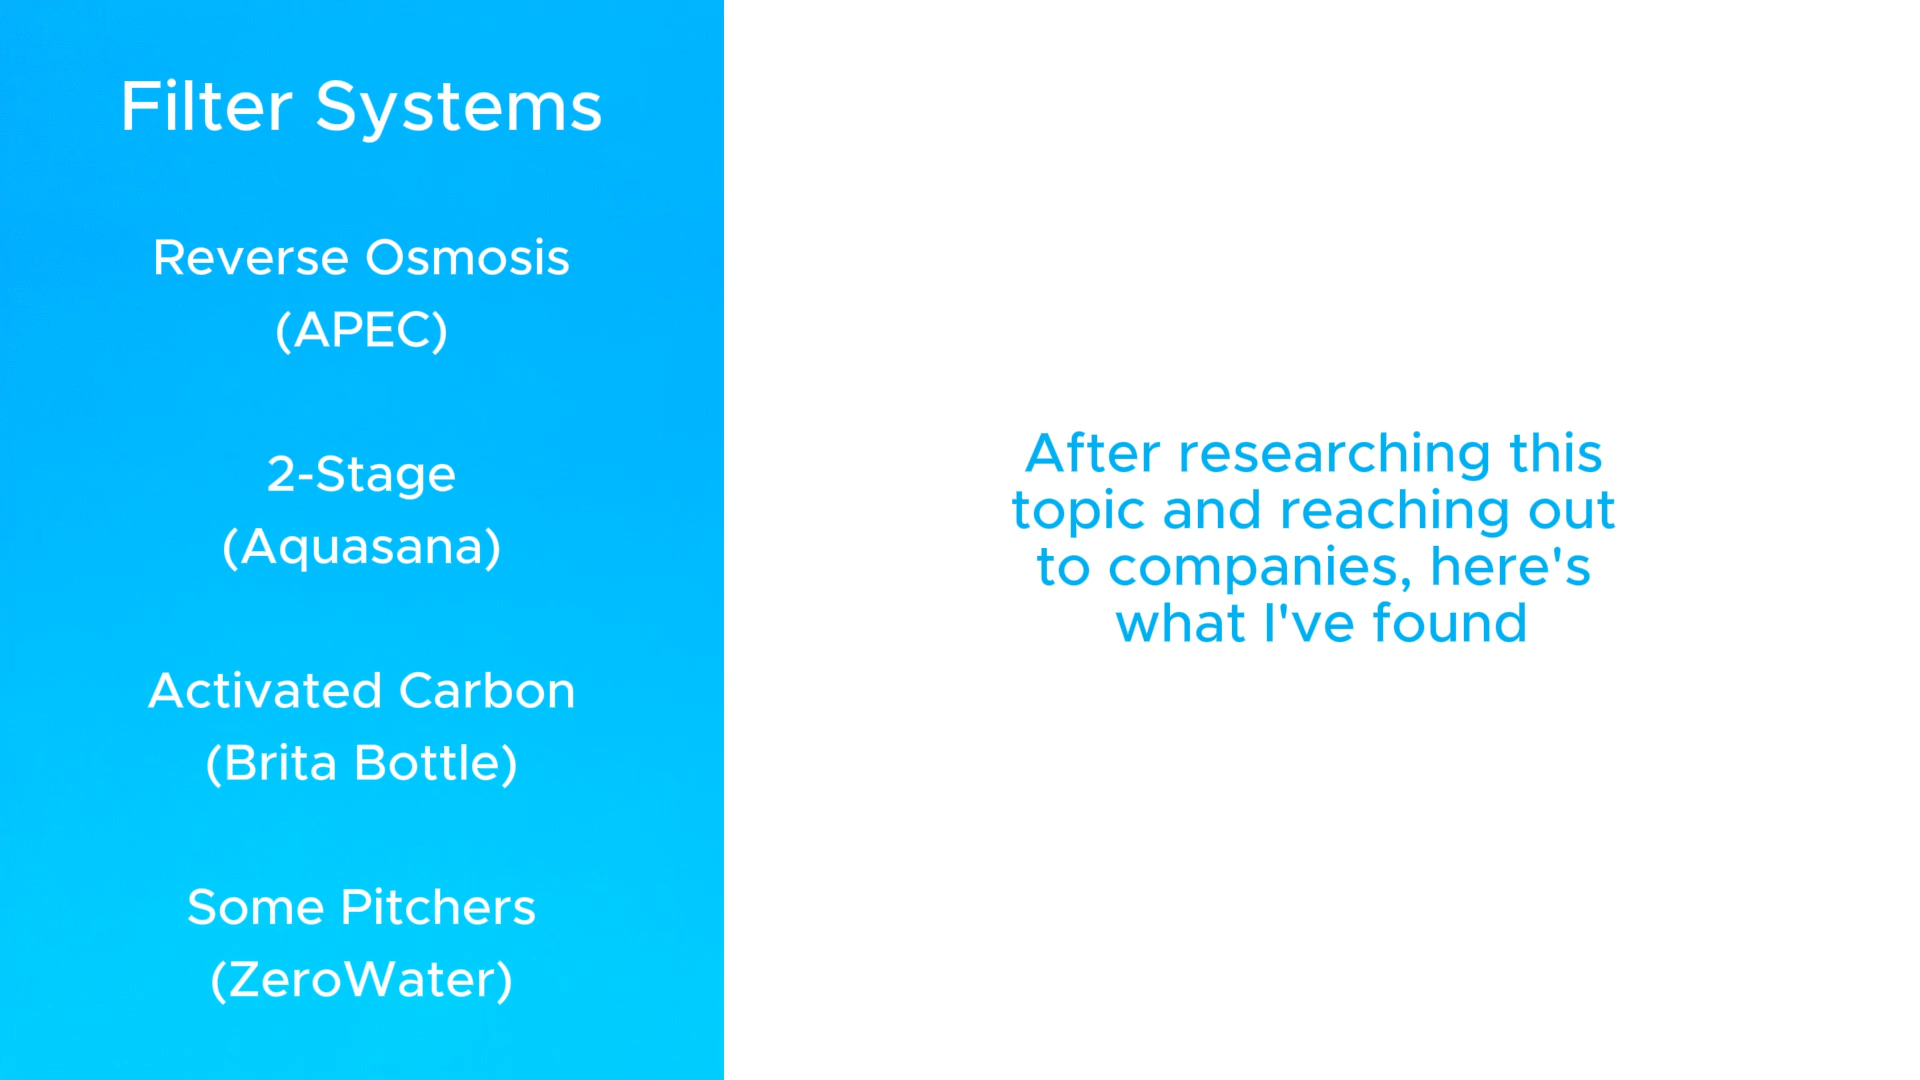 Filter Systems
Reverse Osmosis
(APEC)
2-Stage
(Aquasana)
Activated Carbon
(Brita Bottle)
Some Pitchers
(ZeroWater)
After researching this
topic and reaching out
to companies, here's
what I've found